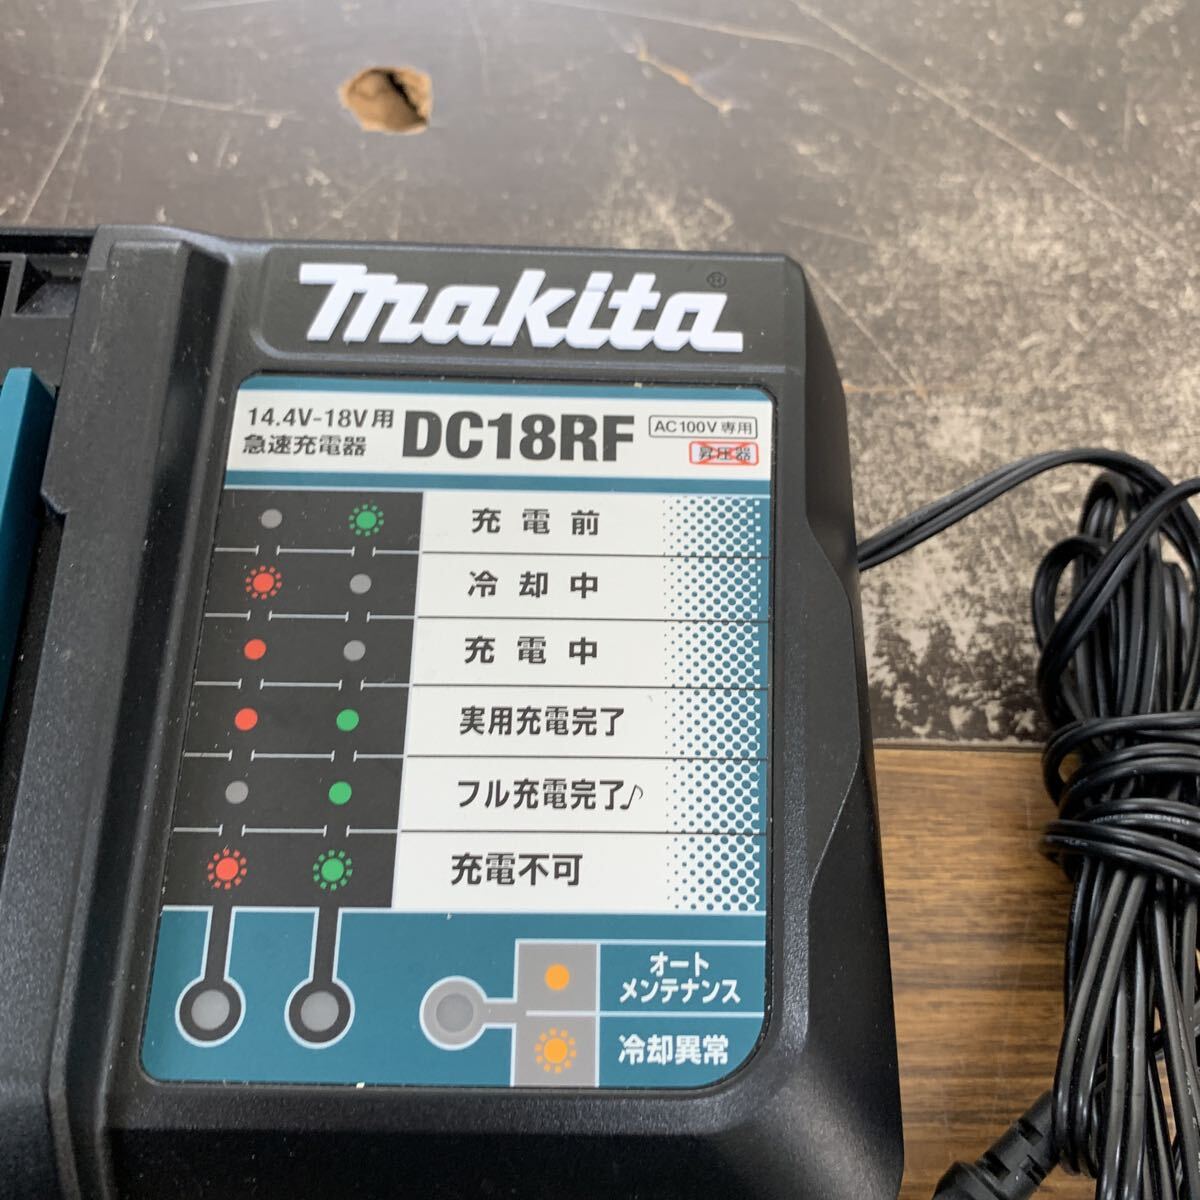 makita®
14.4V-18V用
急速充電器
DC18RF
AC100V専用
昇圧器
充電前
冷却中
充電中
実用充電完了
フル充電完了♪
充電不可
オート
メンテナンス
冷却異常